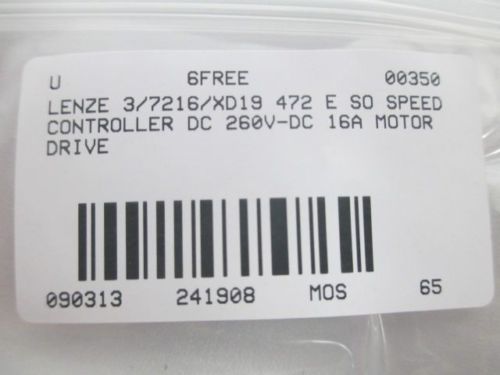 U 6FREE 00350
LENZE 3/7216/XD19 472 E SO SPEED
CONTROLLER DC 260V-DC 16A MOTOR
DRIVE
090313 241908 MOS 65